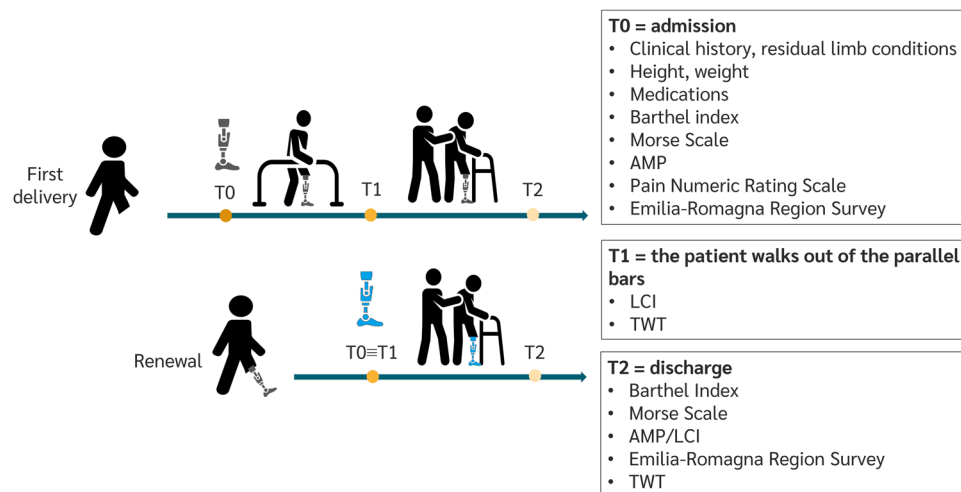 First
delivery
T0
T1
T2
Renewal
T0≡T1
T2
T0 = admission
• Clinical history, residual limb conditions
• Height, weight
• Medications
• Barthel index
• Morse Scale
• AMP
• Pain Numeric Rating Scale
• Emilia-Romagna Region Survey
T1 = the patient walks out of the parallel
bars
• LCI
• TWT
T2 = discharge
• Barthel Index
• Morse Scale
• AMP/LCI
• Emilia-Romagna Region Survey
• TWT